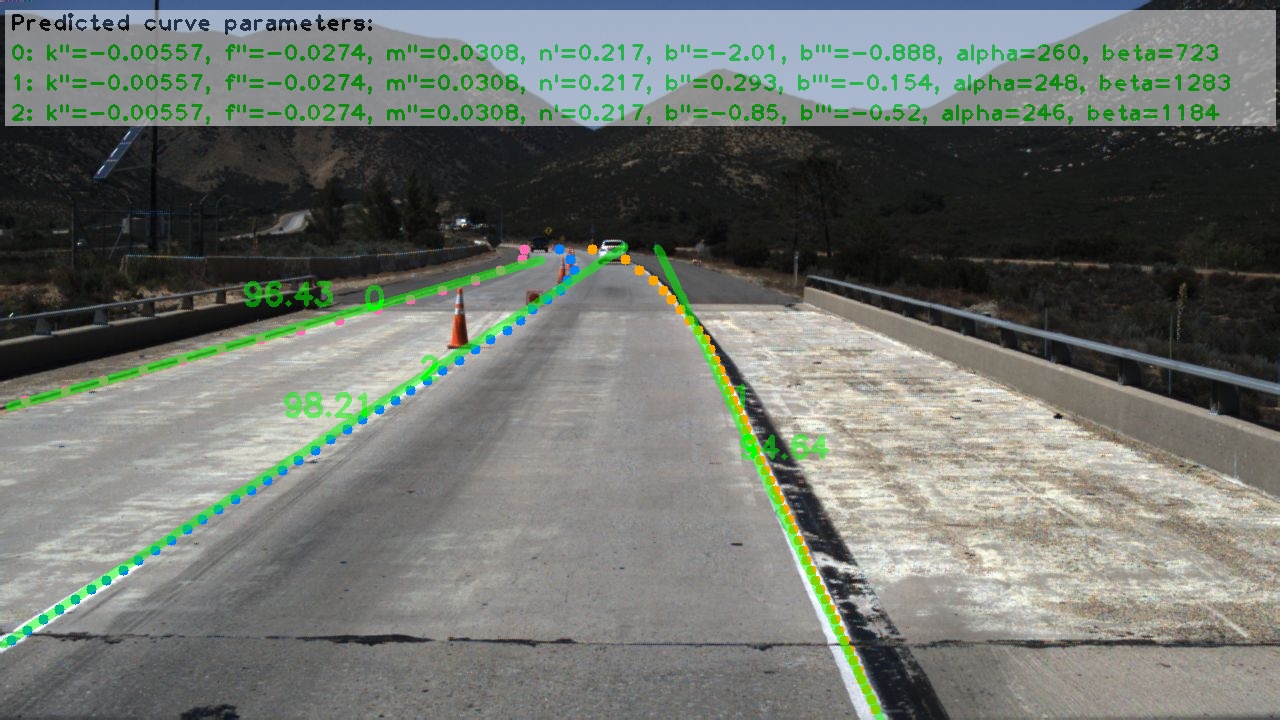 Predicted curve parameters:
0: k''=-0.00557, f''=-0.0274, m''=0.0308, n'=0.217, b''=-2.01, b'''=-0.888, alpha=260, beta=723
1: k''=-0.00557, f''=-0.0274, m''=0.0308, n'=0.217, b''=0.293, b'''=-0.154, alpha=248, beta=1283
2: k''=-0.00557, f''=-0.0274, m''=0.0308, n'=0.217, b''=-0.85, b'''=-0.52, alpha=246, beta=1184
96.43 0
2
98.21
1
94.64